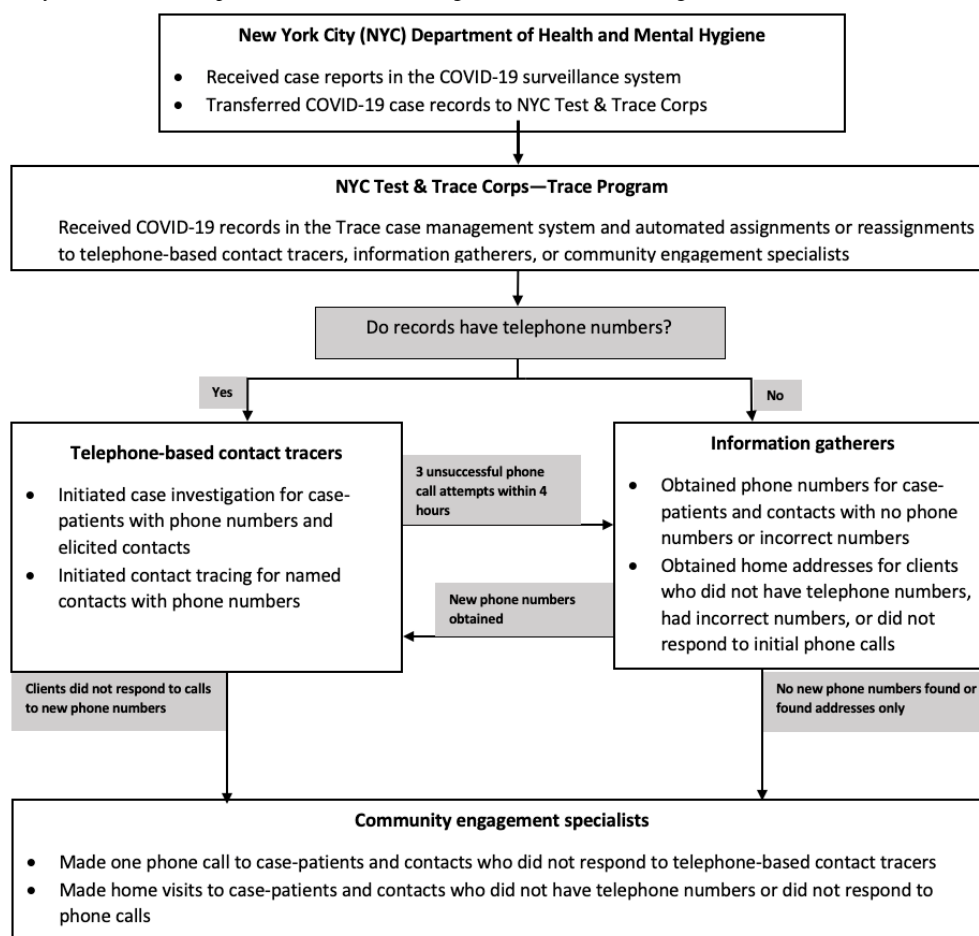 New York City (NYC) Department of Health and Mental Hygiene
• Received case reports in the COVID-19 surveillance system
• Transferred COVID-19 case records to NYC Test & Trace Corps
NYC Test & Trace Corps—Trace Program
Received COVID-19 records in the Trace case management system and automated assignments or reassignments
to telephone-based contact tracers, information gatherers, or community engagement specialists
Do records have telephone numbers?
Yes
No
Telephone-based contact tracers
• Initiated case investigation for case-
patients with phone numbers and
elicited contacts
• Initiated contact tracing for named
contacts with phone numbers
3 unsuccessful phone
call attempts within 4
hours
New phone numbers
obtained
Information gatherers
• Obtained phone numbers for case-
patients and contacts with no phone
numbers or incorrect numbers
• Obtained home addresses for clients
who did not have telephone numbers,
had incorrect numbers, or did not
respond to initial phone calls
Clients did not respond to calls
to new phone numbers
No new phone numbers found or
found addresses only
Community engagement specialists
• Made one phone call to case-patients and contacts who did not respond to telephone-based contact tracers
• Made home visits to case-patients and contacts who did not have telephone numbers or did not respond to
phone calls